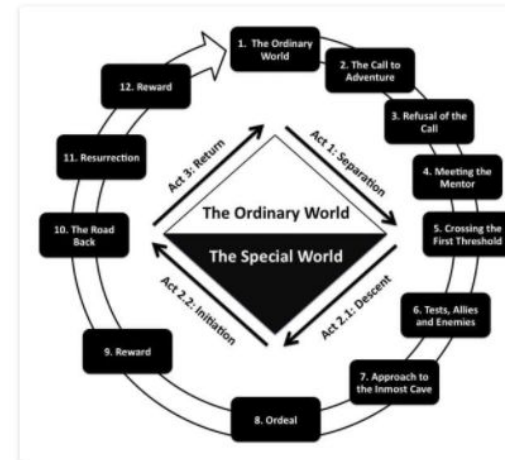 1. The Ordinary
World
2. The Call to
Adventure
3. Refusal of the
Call
4. Meeting the
Mentor
5. Crossing the
First Threshold
6. Tests, Allies
and Enemies
7. Approach to
the Inmost Cave
8. Ordeal
9. Reward
10. The Road
Back
11. Resurrection
12. Reward
Act 1: Separation
Act 2.1: Descent
Act 2.2: Initiation
Act 3: Return
The Ordinary World
The Special World